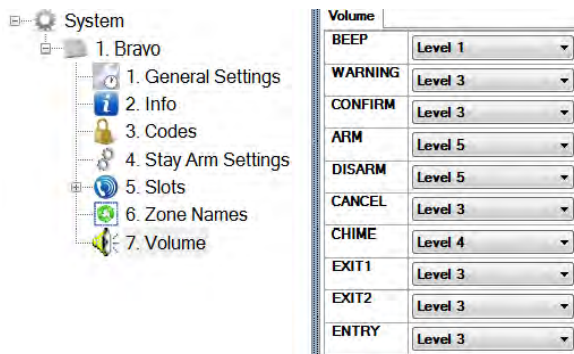 System
1. Bravo
1. General Settings
2. Info
3. Codes
4. Stay Arm Settings
5. Slots
6. Zone Names
7. Volume
Volume
BEEP Level 1
WARNING Level 3
CONFIRM Level 3
ARM Level 5
DISARM Level 5
CANCEL Level 3
CHIME Level 4
EXIT1 Level 3
EXIT2 Level 3
ENTRY Level 3